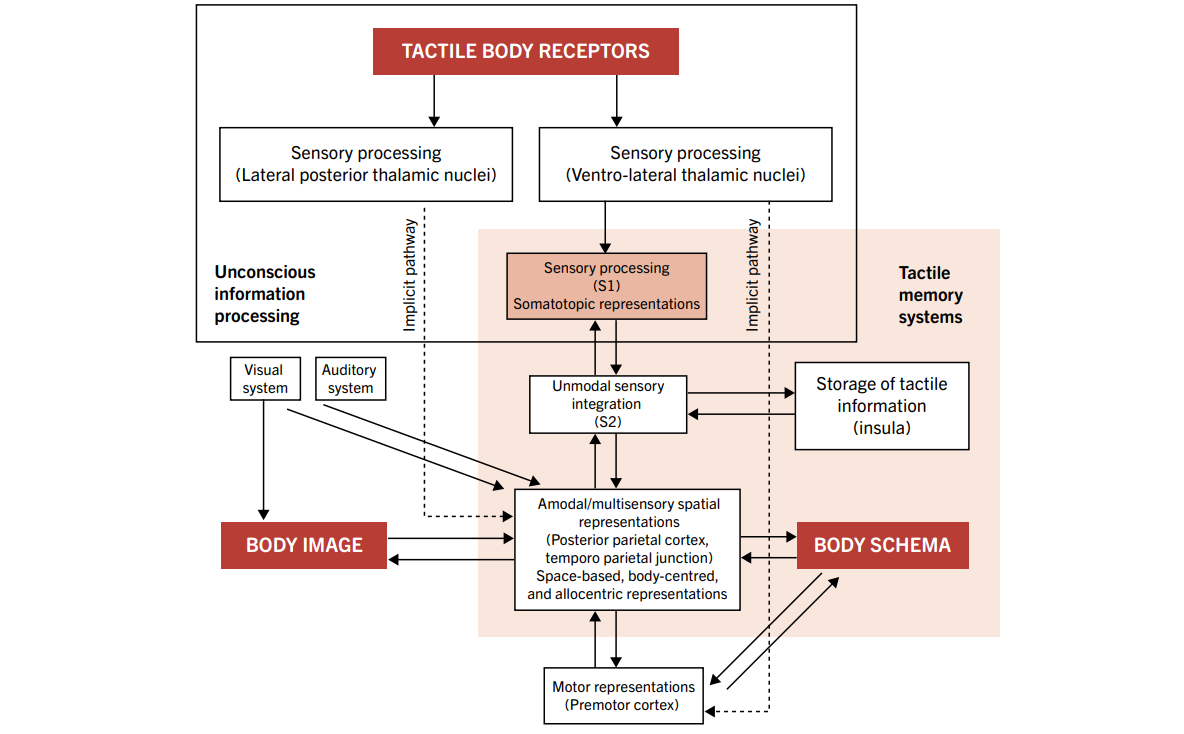 TACTILE BODY RECEPTORS
Sensory processing
(Lateral posterior thalamic nuclei)
Sensory processing
(Ventro-lateral thalamic nuclei)
Implicit pathway
Implicit pathway
Unconscious
information
processing
Sensory processing
(S1)
Somatotopic representations
Tactile
memory
systems
Visual
system
Auditory
system
Unmodal sensory
integration
(S2)
Storage of tactile
information
(insula)
BODY IMAGE
Amodal/multisensory spatial
representations
(Posterior parietal cortex,
temporo parietal junction)
Space-based, body-centred,
and allocentric representations
BODY SCHEMA
Motor representations
(Premotor cortex)